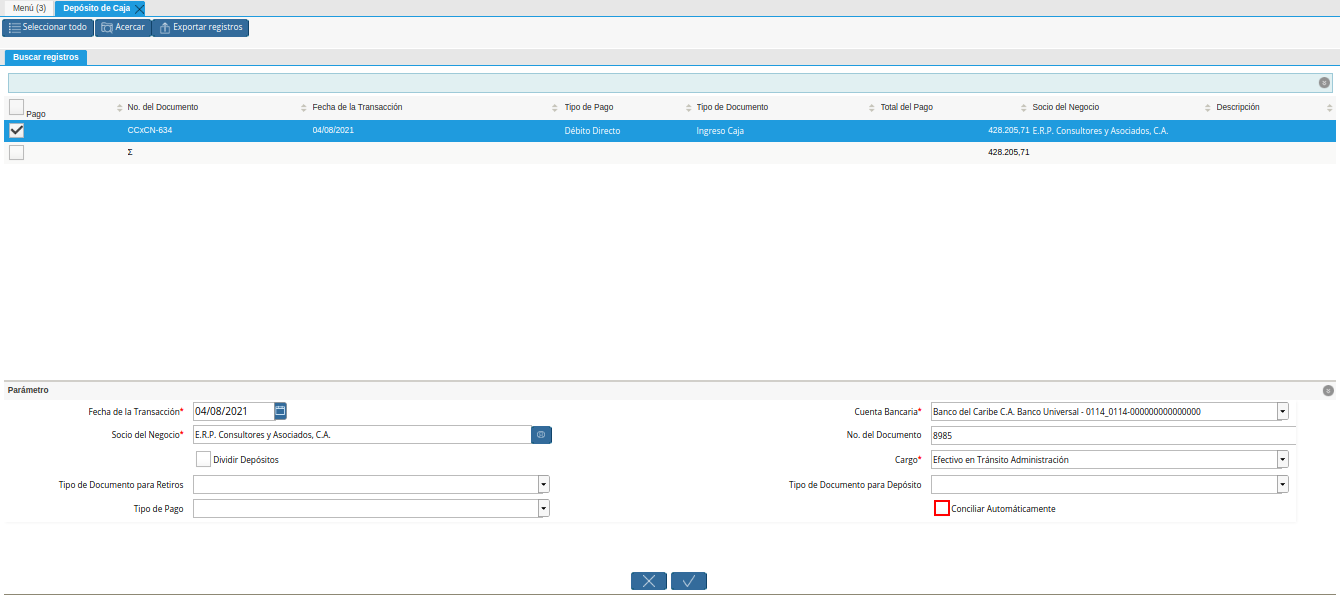 Menú (3) Depósito de Caja
Seleccionar todo Acercar Exportar registros
Buscar registros
Pago No. del Documento Fecha de la Transacción Tipo de Pago Tipo de Documento Total del Pago Socio del Negocio Descripción
CCxCN-634 04/08/2021 Débito Directo Ingreso Caja 428.205,71 E.R.P. Consultores y Asociados, C.A.
Σ 428.205,71
Parámetro
Fecha de la Transacción* 04/08/2021 Cuenta Bancaria* Banco del Caribe C.A. Banco Universal - 0114_0114-000000000000000
Socio del Negocio* E.R.P. Consultores y Asociados, C.A. No. del Documento 8985
Dividir Depósitos Cargo* Efectivo en Tránsito Administración
Tipo de Documento para Retiros Tipo de Documento para Depósito
Tipo de Pago Conciliar Automáticamente